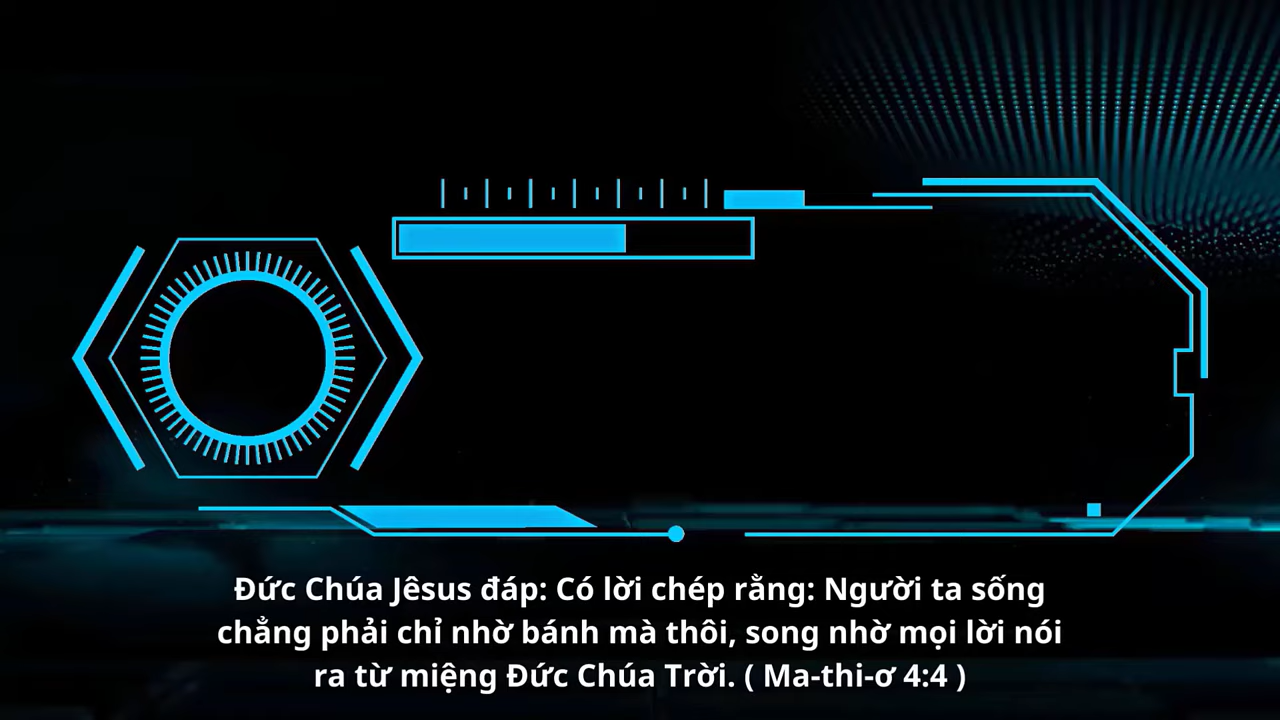 Đức Chúa Jêsus đáp: Có lời chép rằng: Người ta sống
chẳng phải chỉ nhờ bánh mà thôi, song nhờ mọi lời nói
ra từ miệng Đức Chúa Trời. ( Ma-thi-ơ 4:4 )